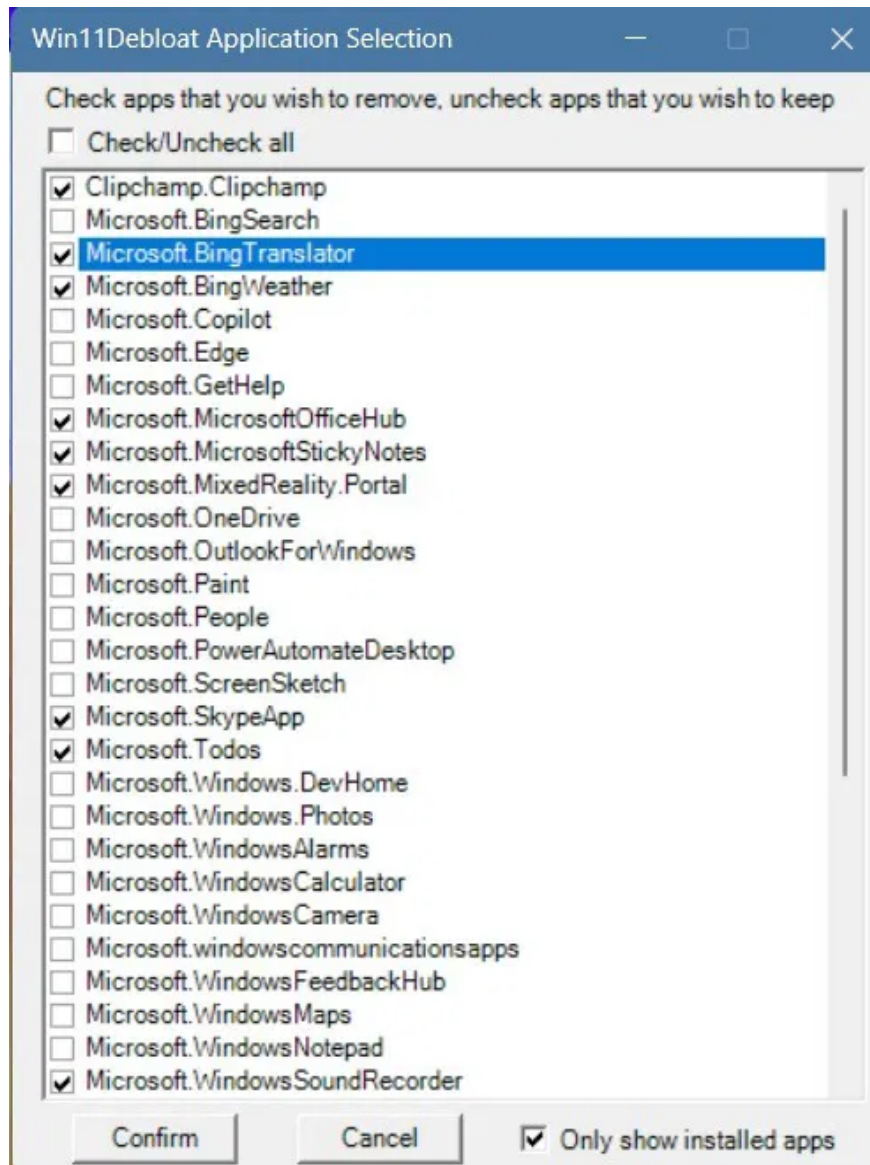 Win11Debloat Application Selection
Check apps that you wish to remove, uncheck apps that you wish to keep
Check/Uncheck all
Clipchamp.Clipchamp
Microsoft.BingSearch
Microsoft.BingTranslator
Microsoft.BingWeather
Microsoft.Copilot
Microsoft.Edge
Microsoft.GetHelp
Microsoft.MicrosoftOfficeHub
Microsoft.MicrosoftStickyNotes
Microsoft.MixedReality.Portal
Microsoft.OneDrive
Microsoft.OutlookForWindows
Microsoft.Paint
Microsoft.People
Microsoft.PowerAutomateDesktop
Microsoft.ScreenSketch
Microsoft.SkypeApp
Microsoft.Todos
Microsoft.Windows.DevHome
Microsoft.Windows.Photos
Microsoft.WindowsAlarms
Microsoft.WindowsCalculator
Microsoft.WindowsCamera
Microsoft.windowscommunicationsapps
Microsoft.WindowsFeedbackHub
Microsoft.WindowsMaps
Microsoft.WindowsNotepad
Microsoft.WindowsSoundRecorder
Confirm Cancel Only show installed apps